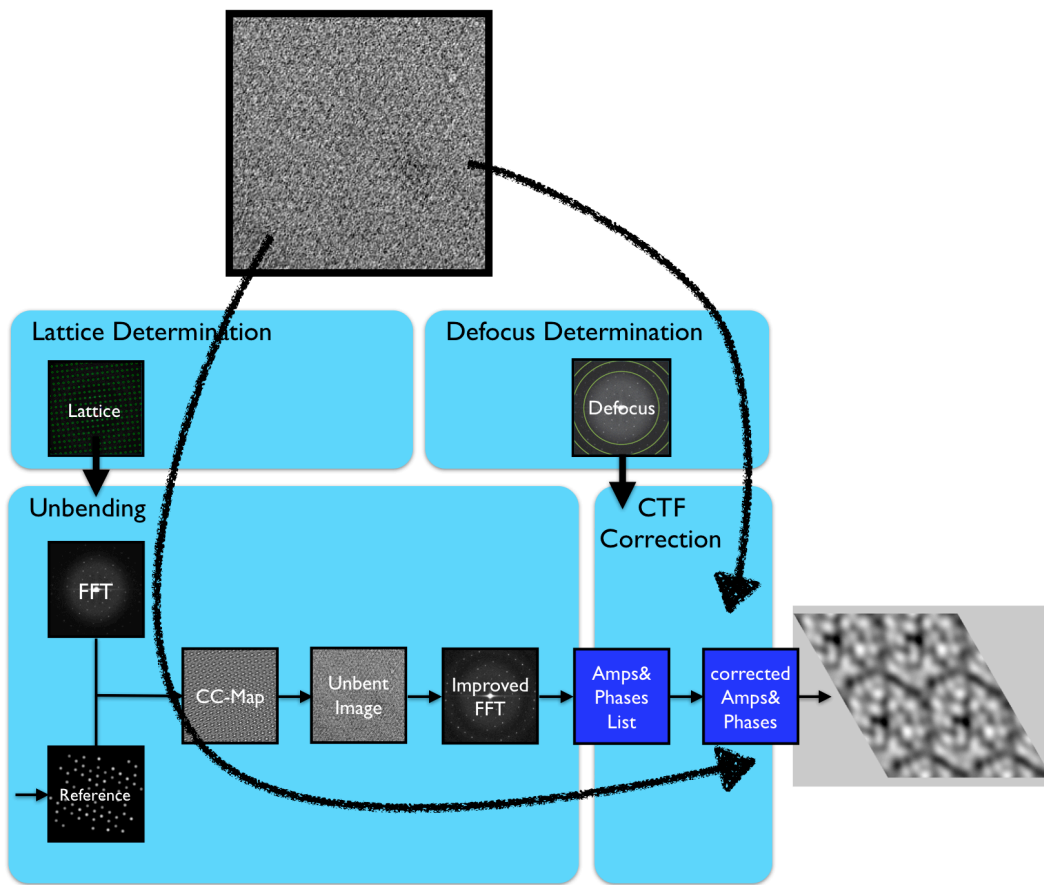 Lattice Determination
Defocus Determination
Lattice
Defocus
Unbending
CTF
Correction
FFT
CC-Map
Unbent
Image
Improved
FFT
Amps&
Phases
List
corrected
Amps&
Phases
Reference